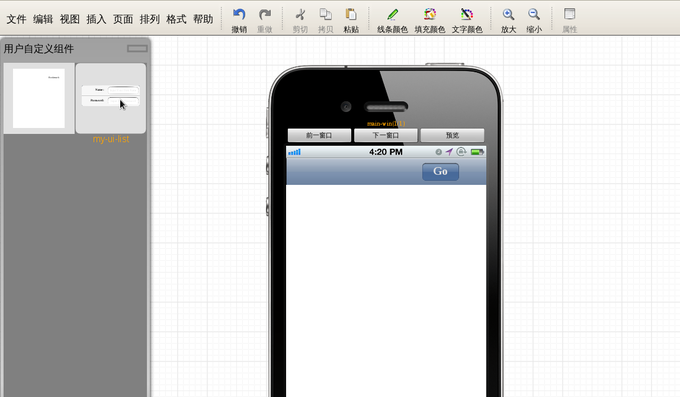 文件 编辑 视图 插入 页面 排列 格式 帮助
撤销 重做 剪切 拷贝 粘贴 线条颜色 填充颜色 文字颜色 放大 缩小 属性
用户自定义组件
my-ui-list
main-win(1/1)
前一窗口 下一窗口 预览
4:20 PM
Go